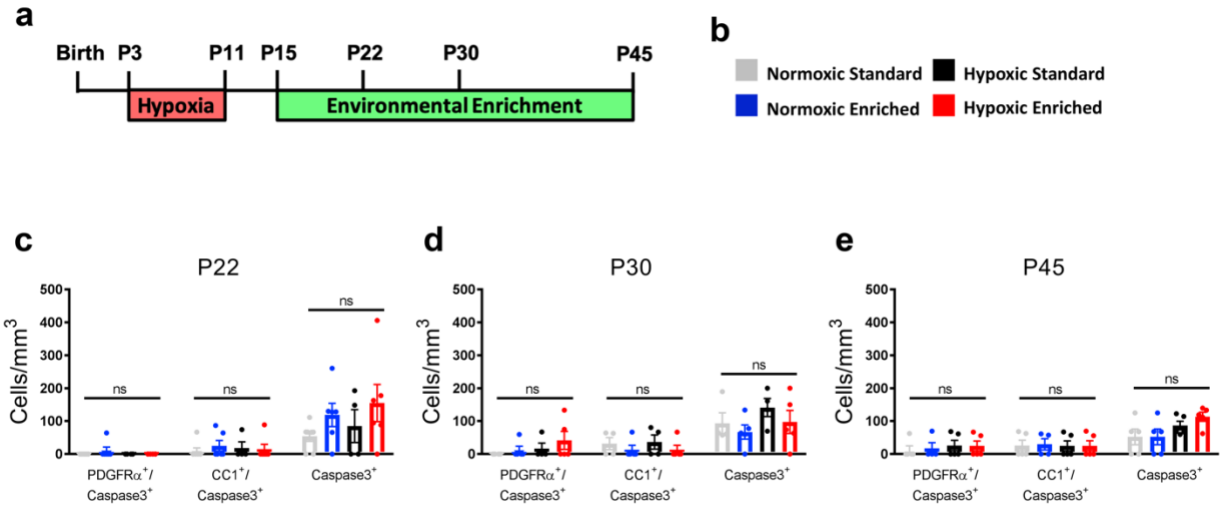 a
Birth P3 P11 P15 P22 P30 P45
Hypoxia Environmental Enrichment
b
Normoxic Standard Hypoxic Standard
Normoxic Enriched Hypoxic Enriched
c
P22
Cells/mm³
500
400
300
200
100
0
ns
ns
ns
PDGFRα⁺/
Caspase3⁺
CC1⁺/
Caspase3⁺
Caspase3⁺
d
P30
Cells/mm³
500
400
300
200
100
0
ns
ns
ns
PDGFRα⁺/
Caspase3⁺
CC1⁺/
Caspase3⁺
Caspase3⁺
e
P45
Cells/mm³
500
400
300
200
100
0
ns
ns
ns
PDGFRα⁺/
Caspase3⁺
CC1⁺/
Caspase3⁺
Caspase3⁺